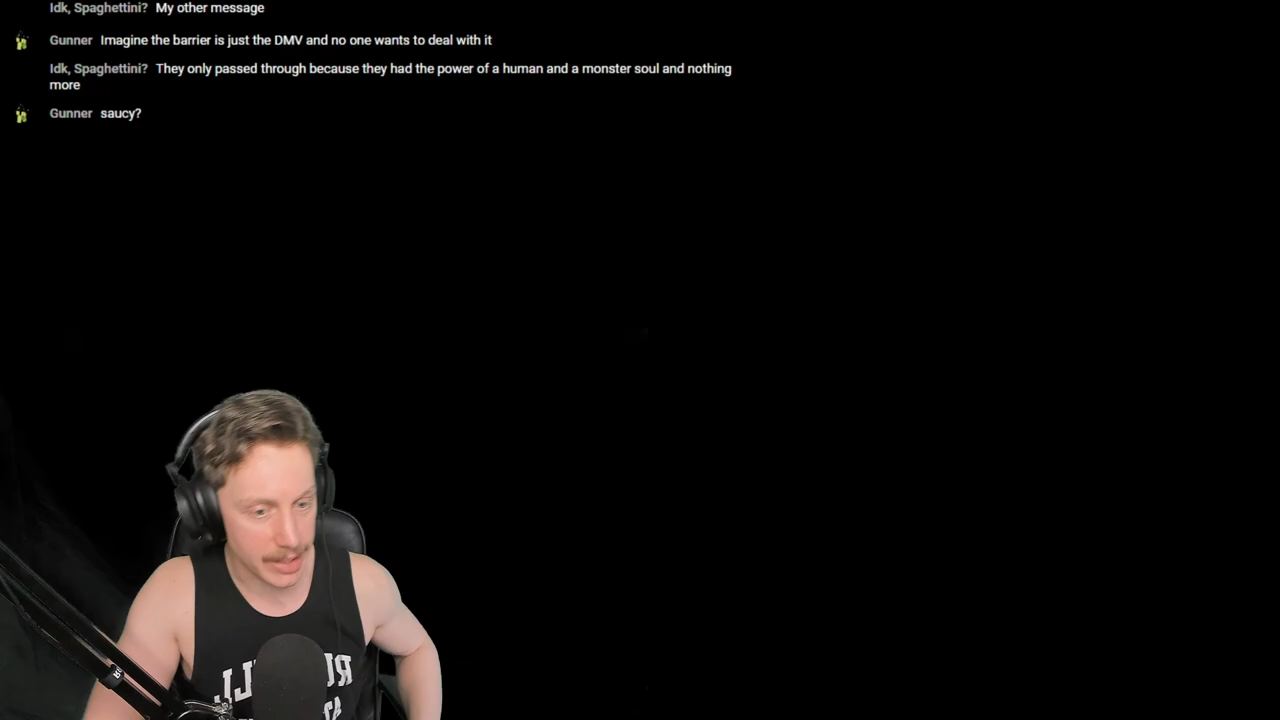 Idk, Spaghettini? My other message
Gunner Imagine the barrier is just the DMV and no one wants to deal with it
Idk, Spaghettini? They only passed through because they had the power of a human and a monster soul and nothing
more
Gunner saucy?